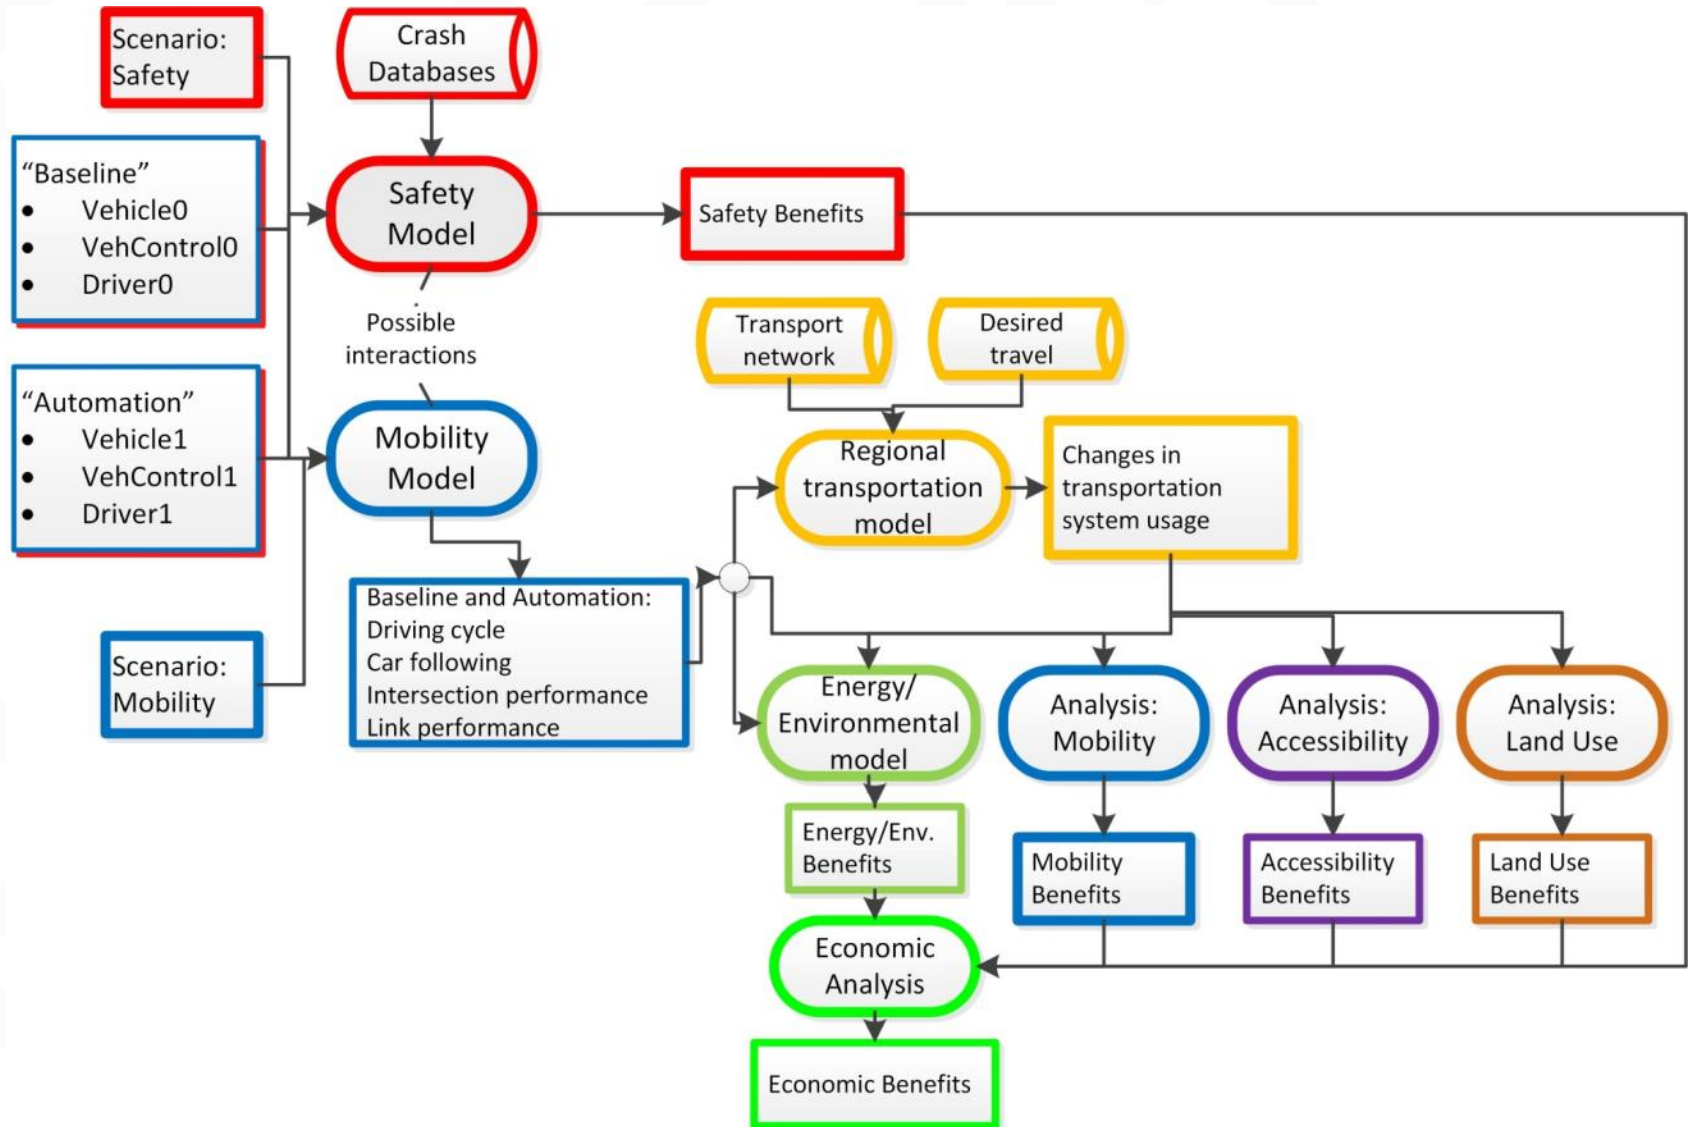 Scenario:
Safety
Crash
Databases
“Baseline”
• Vehicle0
• VehControl0
• Driver0
Safety
Model
Safety Benefits
Possible
interactions
Transport
network
Desired
travel
“Automation”
• Vehicle1
• VehControl1
• Driver1
Mobility
Model
Regional
transportation
model
Changes in
transportation
system usage
Scenario:
Mobility
Baseline and Automation:
Driving cycle
Car following
Intersection performance
Link performance
Energy/
Environmental
model
Analysis:
Mobility
Analysis:
Accessibility
Analysis:
Land Use
Energy/Env.
Benefits
Mobility
Benefits
Accessibility
Benefits
Land Use
Benefits
Economic
Analysis
Economic Benefits